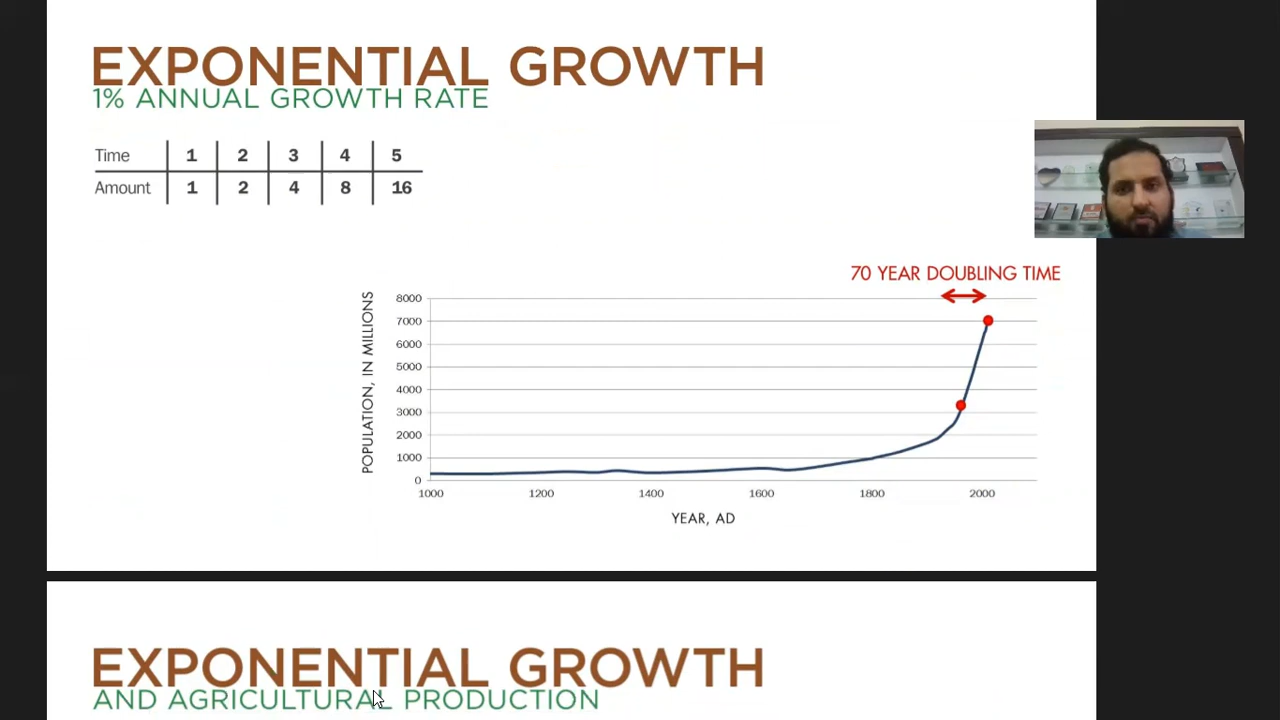 EXPONENTIAL GROWTH
1% ANNUAL GROWTH RATE
Time 1 2 3 4 5
Amount 1 2 4 8 16
70 YEAR DOUBLING TIME
POPULATION, IN MILLIONS
8000
7000
6000
5000
4000
3000
2000
1000
0
1000 1200 1400 1600 1800 2000
YEAR, AD
EXPONENTIAL GROWTH
AND AGRICULTURAL PRODUCTION